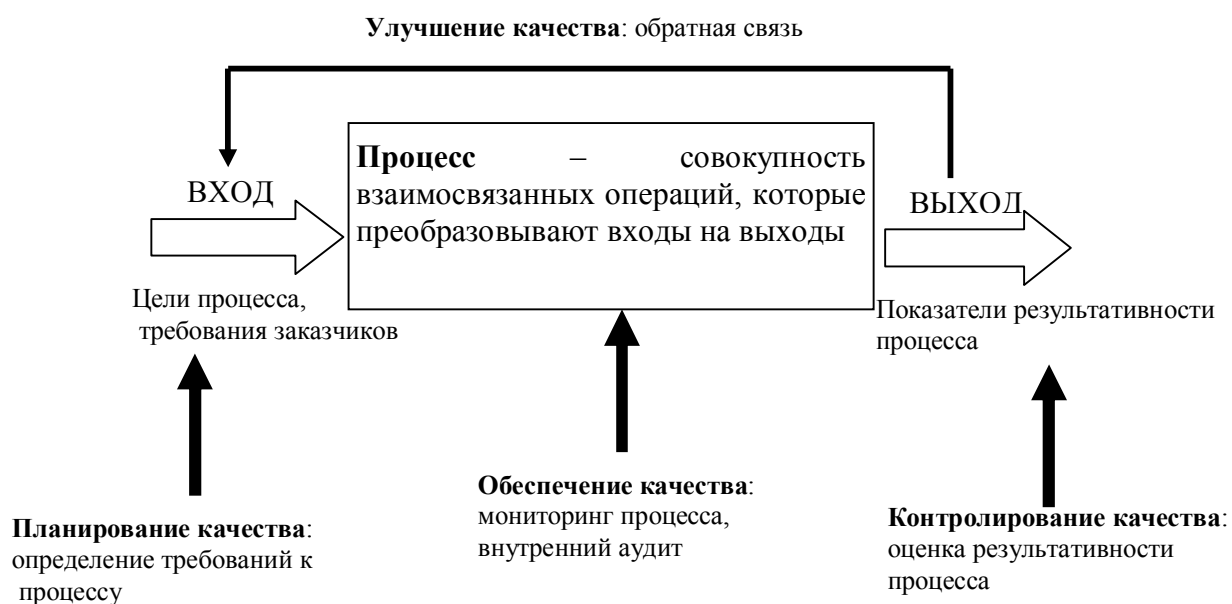 Улучшение качества: обратная связь
ВХОД
Процесс – совокупность
взаимосвязанных операций, которые
преобразовывают входы на выходы
ВЫХОД
Цели процесса,
требования заказчиков
Показатели результативности
процесса
Планирование качества:
определение требований к
процессу
Обеспечение качества:
мониторинг процесса,
внутренний аудит
Контролирование качества:
оценка результативности
процесса